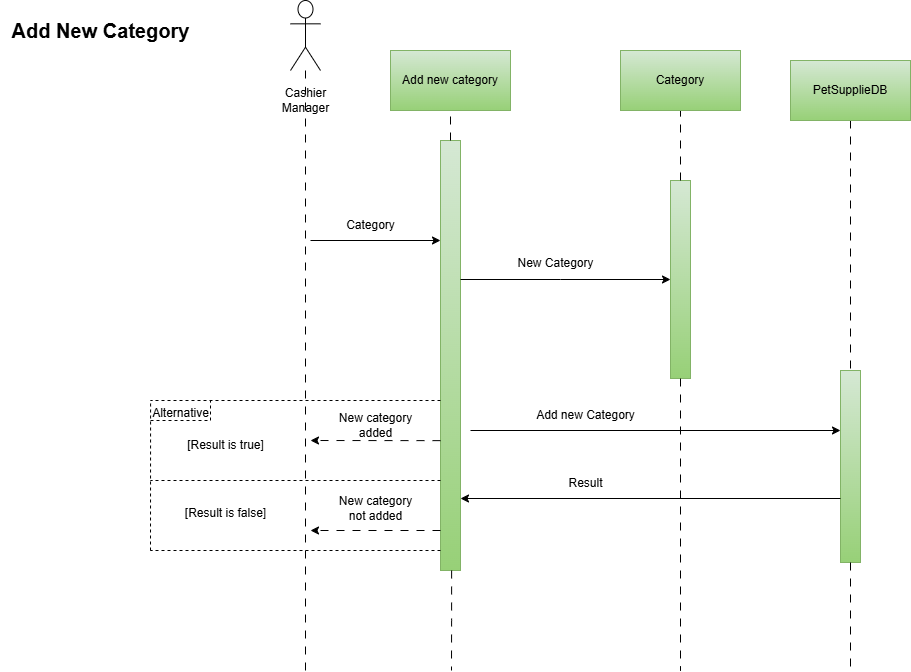 Add New Category
Cashier
Manager
Add new category
Category
PetSupplieDB
Category
New Category
Alternative
New category
added
Add new Category
[Result is true]
Result
New category
not added
[Result is false]